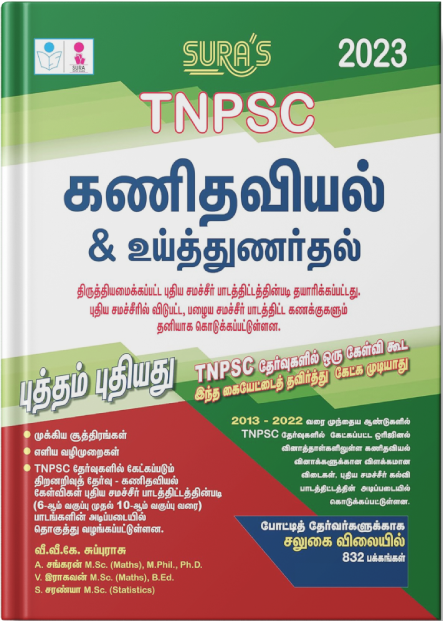 SURA'S
2023
SURA
TNPSC
கணிதவியல்
& உய்த்துணர்தல்
திருத்தியமைக்கப்பட்ட புதிய சமச்சீர் பாடத்திட்டத்தின்படி தயாரிக்கப்பட்டது.
புதிய சமச்சீரில் விடுபட்ட, பழைய சமச்சீர் பாடத்திட்ட கணக்குகளும்
தனியாக கொடுக்கப்பட்டுள்ளன.
புத்தம் புதியது
TNPSC தேர்வுகளில் ஒரு கேள்வி கூட
இந்த கையேட்டைத் தவிர்த்து கேட்க முடியாது
முக்கிய சூத்திரங்கள்
எளிய வழிமுறைகள்
TNPSC தேர்வுகளில் கேட்கப்படும்
திறனறிவுத் தேர்வு - கணிதவியல்
கேள்விகள் புதிய சமச்சீர் பாடத்திட்டத்தின்படி
(6-ஆம் வகுப்பு முதல் 10-ஆம் வகுப்பு வரை)
பாடங்களின் அடிப்படையில்
தொகுத்து வழங்கப்பட்டுள்ளன.
வீ.வீ.கே. சுப்புராசு
A. சங்கரன் M.Sc. (Maths), M.Phil., Ph.D.
V. இராகவன் M.Sc. (Maths), B.Ed.
S. சரண்யா M.Sc. (Statistics)
2013 - 2022 வரை முந்தைய ஆண்டுகளில்
TNPSC தேர்வுகளில் கேட்கப்பட்ட ஒரிஜினல்
வினாத்தாள்களிலுள்ள கணிதவியல்
வினாக்களுக்கான விளக்கமான
விடைகள், புதிய சமச்சீர் கல்வி
பாடத்திட்டத்தின் அடிப்படையில்
கொடுக்கப்பட்டுள்ளன.
போட்டித் தேர்வர்களுக்காக
சலுகை விலையில்
832 பக்கங்கள்